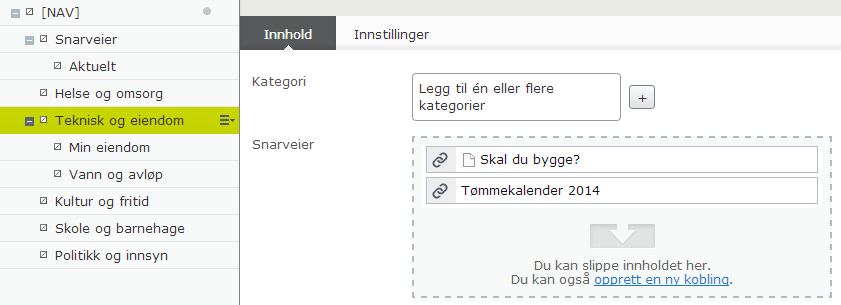 [NAV]
Snarveier
Aktuelt
Helse og omsorg
Teknisk og eiendom
Min eiendom
Vann og avløp
Kultur og fritid
Skole og barnehage
Politikk og innsyn
Innhold
Innstillinger
Kategori
Legg til én eller flere
kategorier
+
Snarveier
Skal du bygge?
Tømmekalender 2014
Du kan slippe innholdet her.
Du kan også opprett en ny kobling.